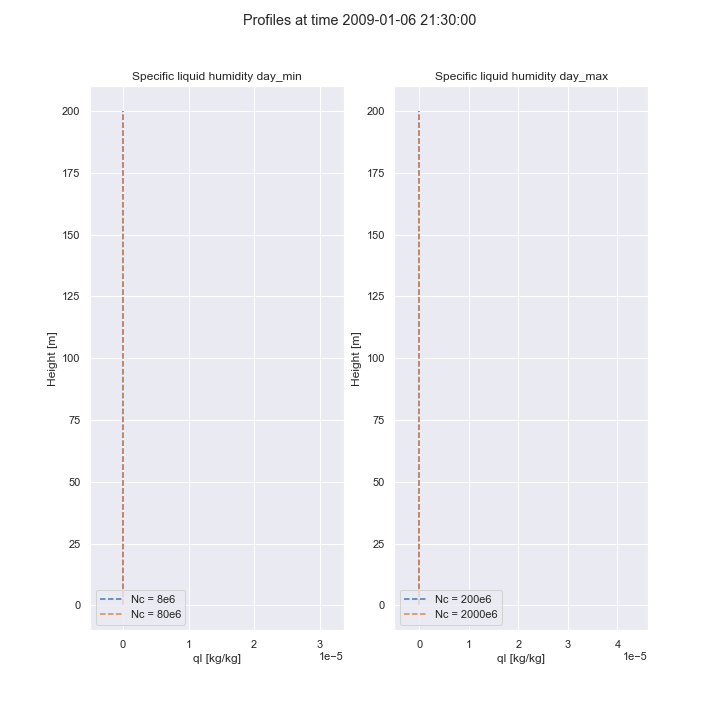 Profiles at time 2009-01-06 21:30:00
Specific liquid humidity day_min
200
175
150
125
100
75
50
25
0
Height [m]
Nc = 8e6
Nc = 80e6
0 1 2 3
1e−5
ql [kg/kg]
Specific liquid humidity day_max
200
175
150
125
100
75
50
25
0
Height [m]
Nc = 200e6
Nc = 2000e6
0 1 2 3 4
1e−5
ql [kg/kg]